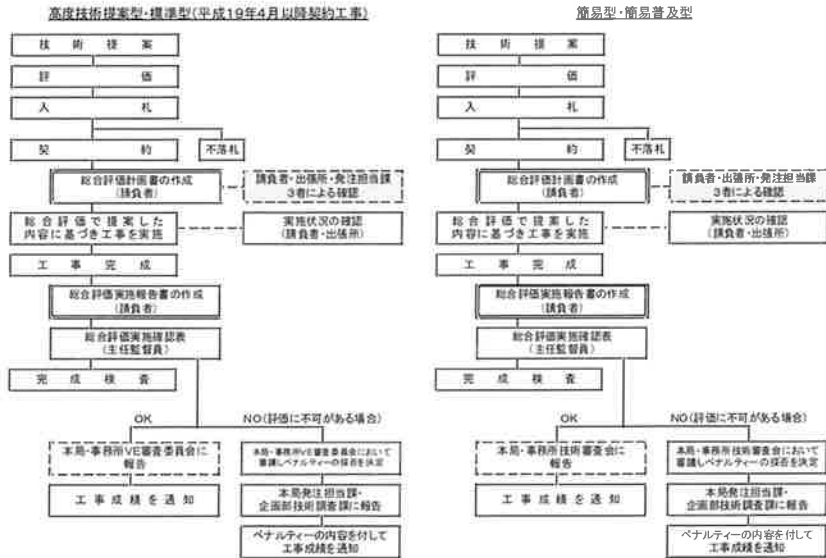 高度技術提案型・標準型(平成19年4月以降契約工事)
技術提案
評価
入札
契約
不落札
総合評価計画書の作成
(請負者)
請負者・出張所・発注担当課
3者による確認
総合評価で提案した
内容に基づき工事を実施
実施状況の確認
(請負者・出張所)
工事完成
総合評価実施報告書の作成
(請負者)
総合評価実施確認表
(主任監督員)
完成検査
OK
NO(評価に不可がある場合)
本局・事務所VE審査委員会に
報告
本局・事務所VE審査委員会において
審議しペナルティーの採否を決定
工事成績を通知
本局発注担当課・
企画部技術調査課に報告
ペナルティーの内容を付して
工事成績を通知
簡易型・簡易普及型
技術提案
評価
入札
契約
不落札
総合評価計画書の作成
(請負者)
請負者・出張所・発注担当課
3者による確認
総合評価で提案した
内容に基づき工事を実施
実施状況の確認
(請負者・出張所)
工事完成
総合評価実施報告書の作成
(請負者)
総合評価実施確認表
(主任監督員)
完成検査
OK
NO(評価に不可がある場合)
本局・事務所技術審査会に
報告
本局・事務所技術審査会において
審議しペナルティーの採否を決定
工事成績を通知
本局発注担当課・
企画部技術調査課に報告
ペナルティーの内容を付して
工事成績を通知